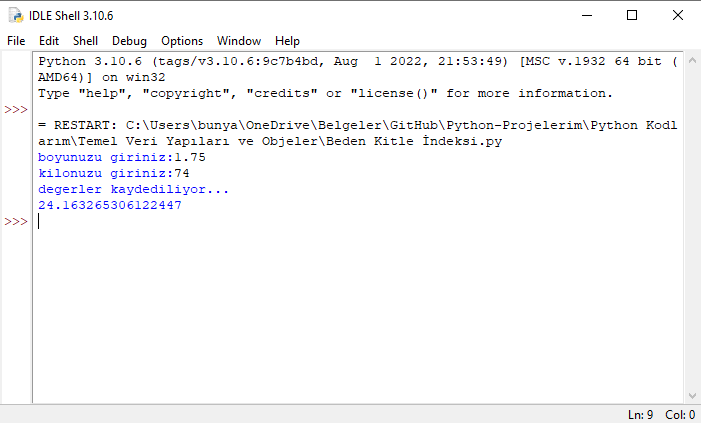 IDLE Shell 3.10.6
File Edit Shell Debug Options Window Help
Python 3.10.6 (tags/v3.10.6:9c7b4bd, Aug  1 2022, 21:53:49) [MSC v.1932 64 bit (
AMD64)] on win32
Type "help", "copyright", "credits" or "license()" for more information.
>>>
= RESTART: C:\Users\bunya\OneDrive\Belgeler\GitHub\Python-Projelerim\Python Kodl
arım\Temel Veri Yapıları ve Objeler\Beden Kitle İndeksi.py
boyunuzu giriniz:1.75
kilonuzu giriniz:74
degerler kaydediliyor...
24.163265306122447
>>>
Ln: 9 Col: 0